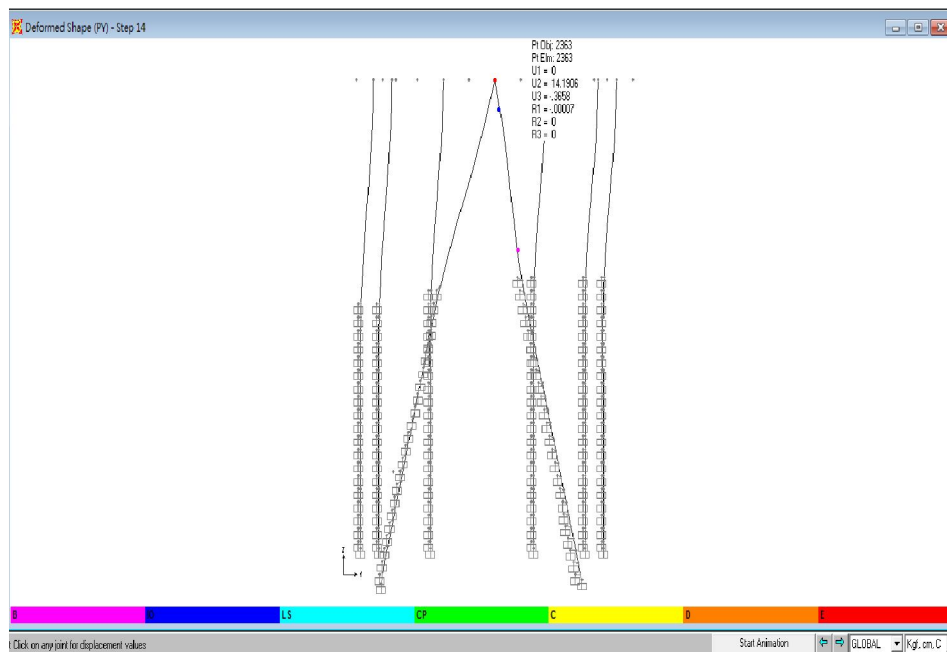 Deformed Shape (PV) - Step 14
Pt Obj: 2363
Pt Elm: 2363
U1 = 0
U2 = 14.1906
U3 = -.3658
R1 = -.00007
R2 = 0
R3 = 0
Z
B IO LS CP C D E
t Click on any joint for displacement values
Start Animation
GLOBAL
Kgf, cm, C